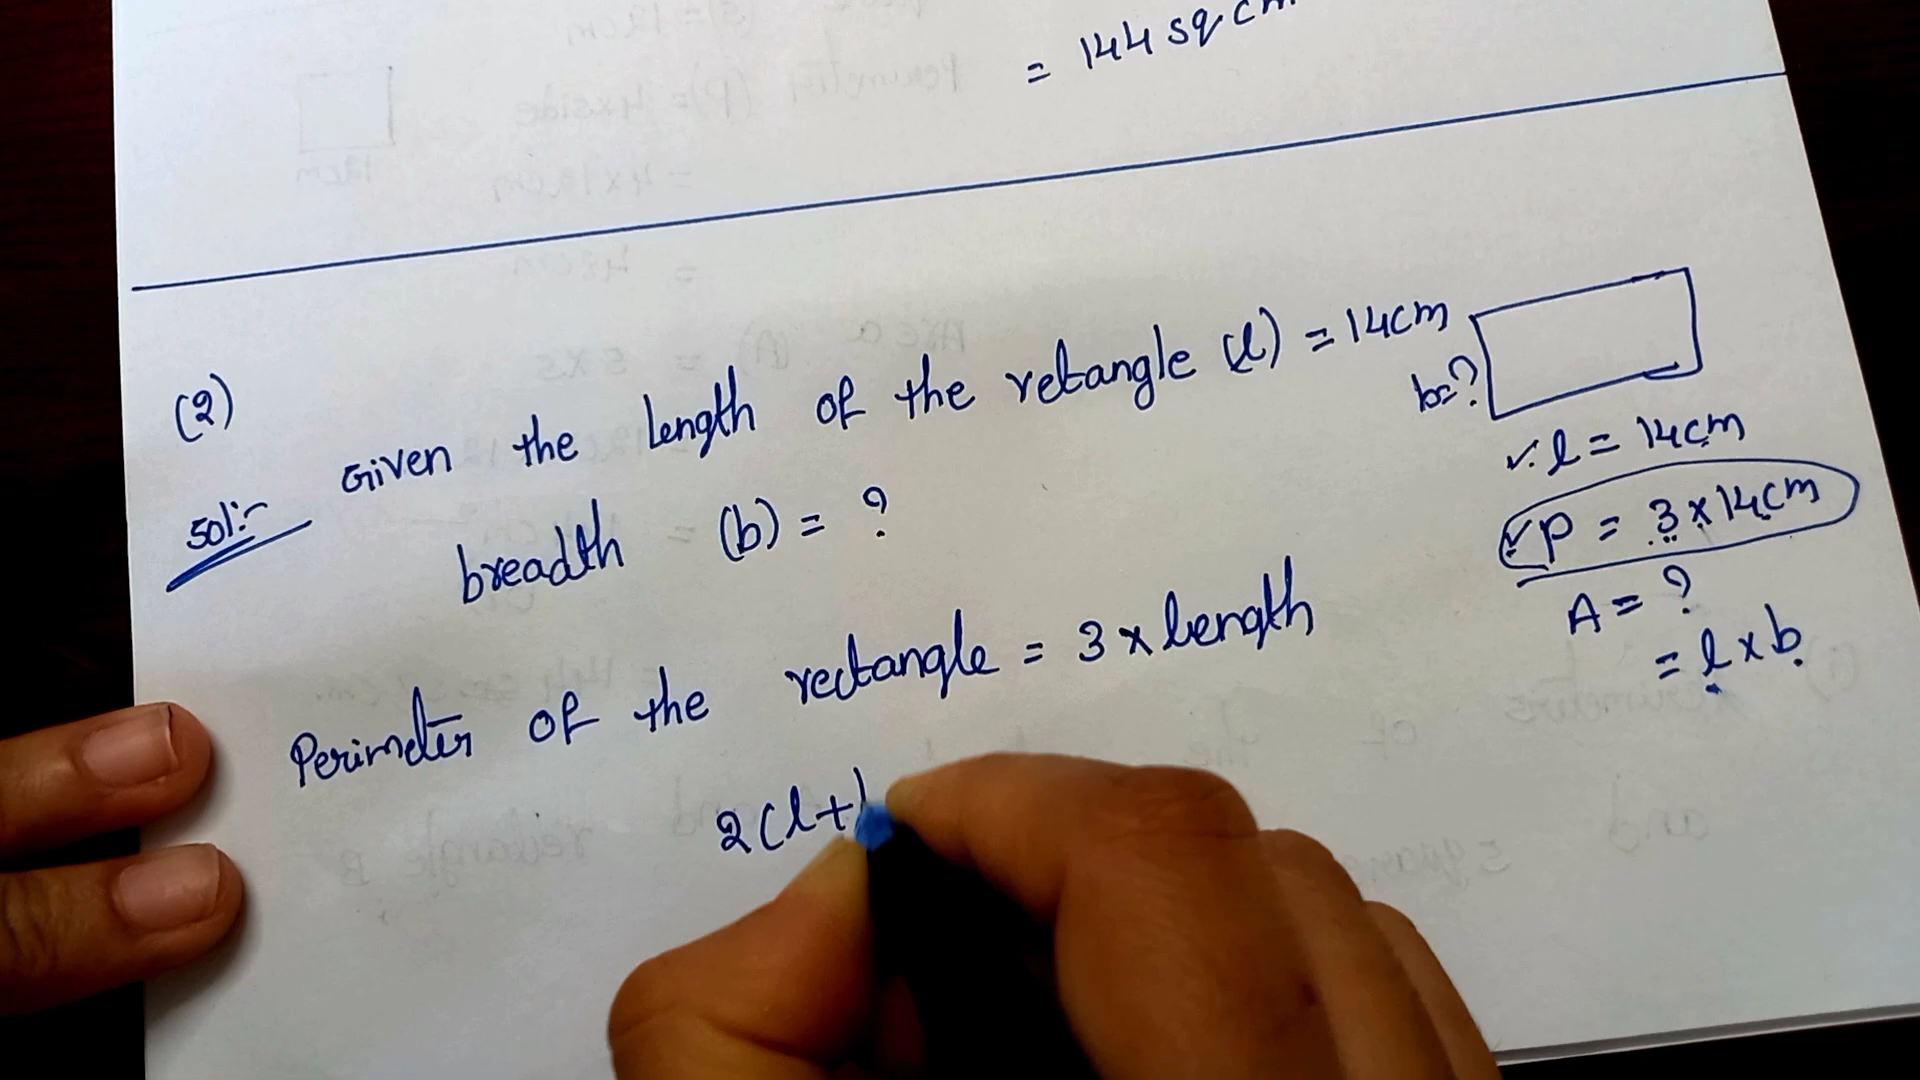 = 144 sq cm
(2)
Sol:- Given the length of the retangle (l) = 14cm
breadth (b) = ?
Perimeter of the rectangle = 3 x length
2(l+
b=?
l = 14cm
P = 3 x 14cm
A = ?
= l x b